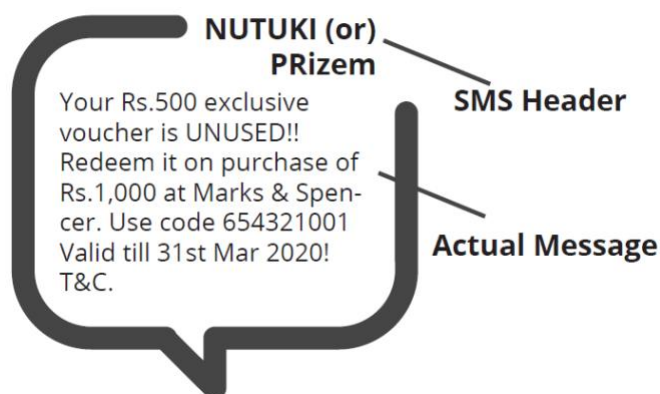 NUTUKI (or)
PRizem
SMS Header
Your Rs.500 exclusive
voucher is UNUSED!!
Redeem it on purchase of
Rs.1,000 at Marks & Spen-
cer. Use code 654321001
Valid till 31st Mar 2020!
T&C.
Actual Message